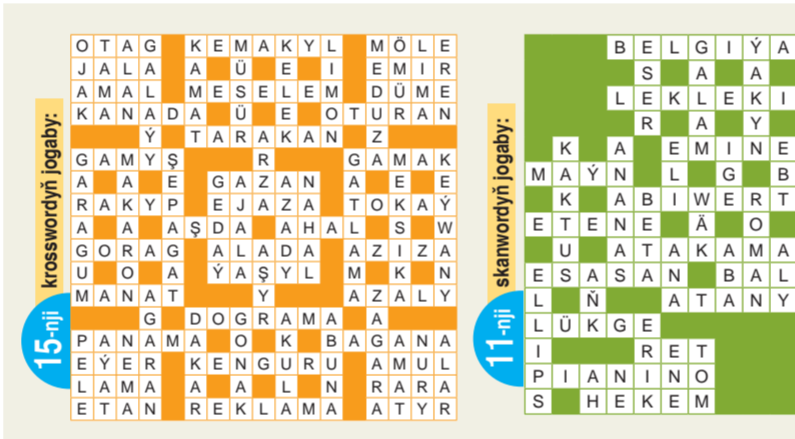 15-nji krosswordyň jogaby:
O T A G K E M A K Y L M Ö L E
J A L A A Ü E I E M I R
A M A L M E S E L E M D Ü M E
K A N A D A Ü E O T U R A N
Ý T A R A K A N Z
G A M Y Ş R G A M A K
A A E G A Z A N A E E
R A K Y P E J A Z A T O K A Ý
A A A Ş D A A H A L S W
G O R A G A L A D A A Z I Z A
U O A Ý A Ş Y L M K N
M A N A T Y A Z A L Y
G D O G R A M A A
P A N A M A O K B A G A N A
E Ý E R K E N G U R U A M U L
L A M A A A L N R A R A
E T A N R E K L A M A A T Y R
11-nji skanwordyň jogaby:
B E L G I Ý A
S A A
L E K L E K I
R A Y
K A E M I N E
M A Ý N L G B
K A B I W E R T
E T E N E Ä O
U A T A K A M A
E S A S A N B A L
L Ň A T A N Y
L Ü K G E
I R E T
P I A N I N O
S H E K E M